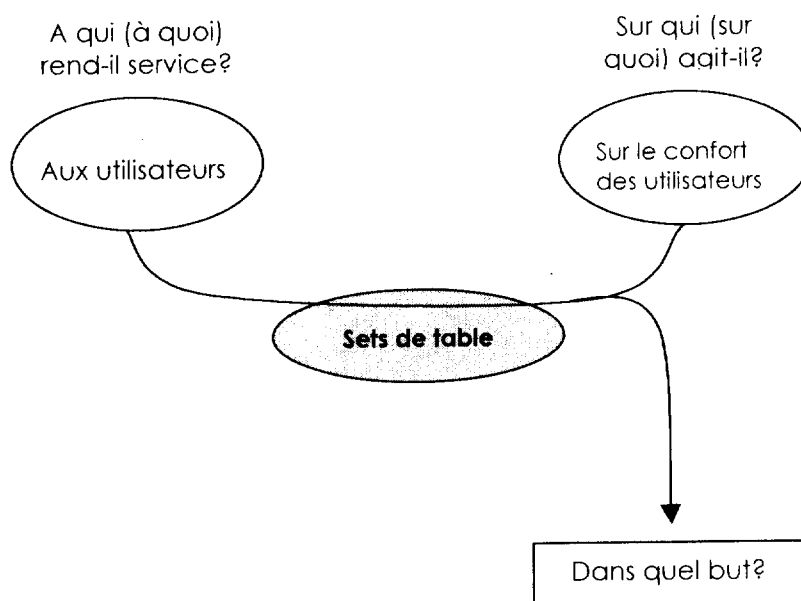 A qui (à quoi)
rend-il service?
Sur qui (sur
quoi) agit-il?
Aux utilisateurs
Sur le confort
des utilisateurs
Sets de table
Dans quel but?